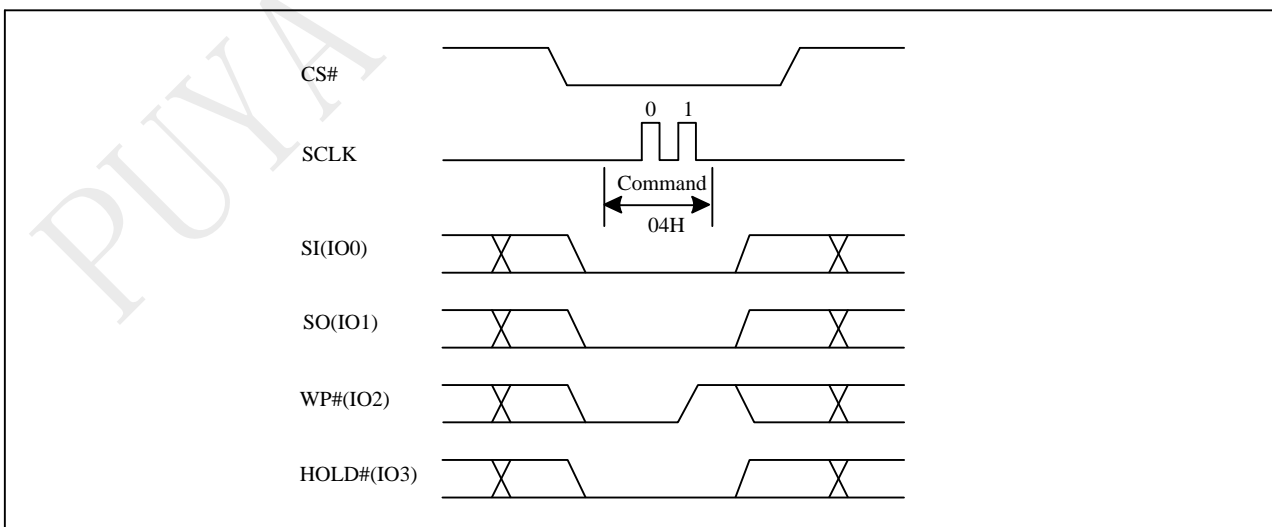 PUYA
CS#
0 1
SCLK
Command
04H
SI(IO0)
SO(IO1)
WP#(IO2)
HOLD#(IO3)